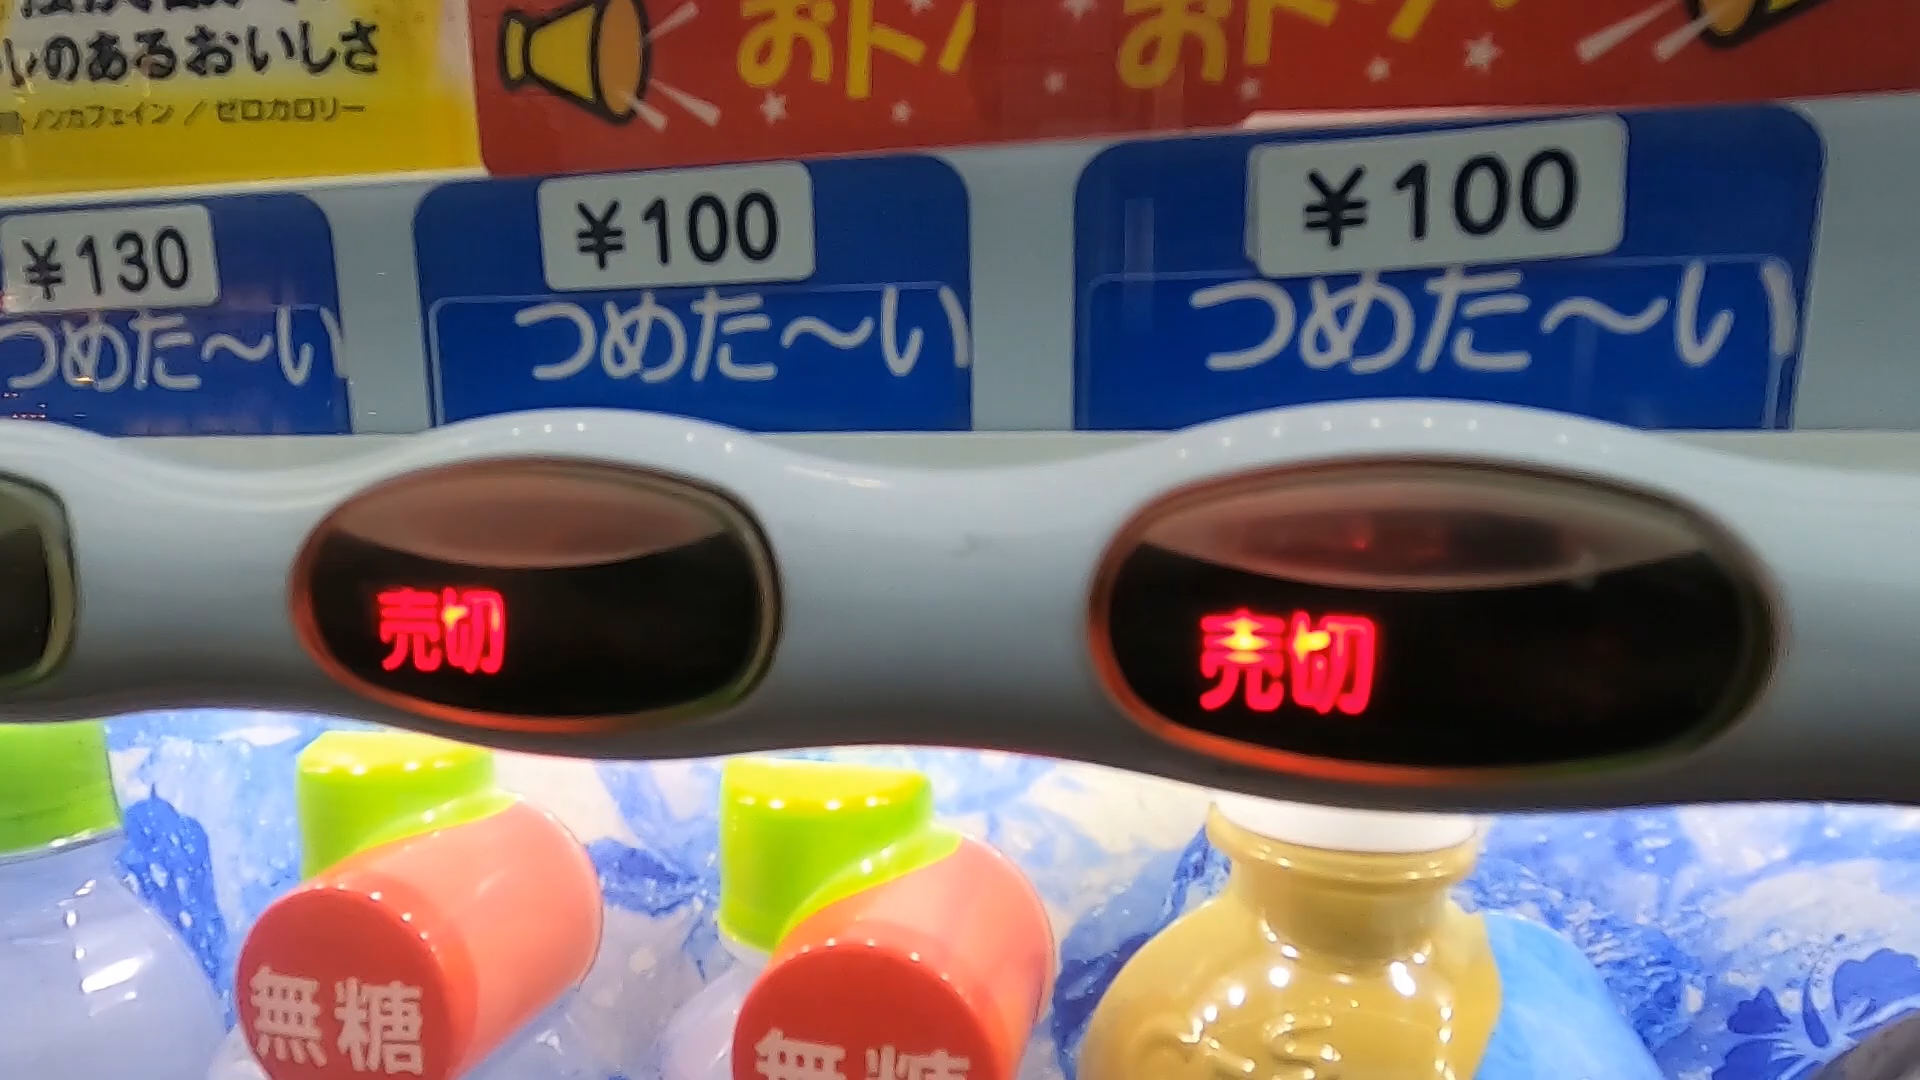 いのあるおいしさ
ノンカフェイン／ゼロカロリー
おト
おト
¥130
¥100
¥100
つめた〜い
つめた〜い
つめた〜い
売切
売切
無糖
無糖